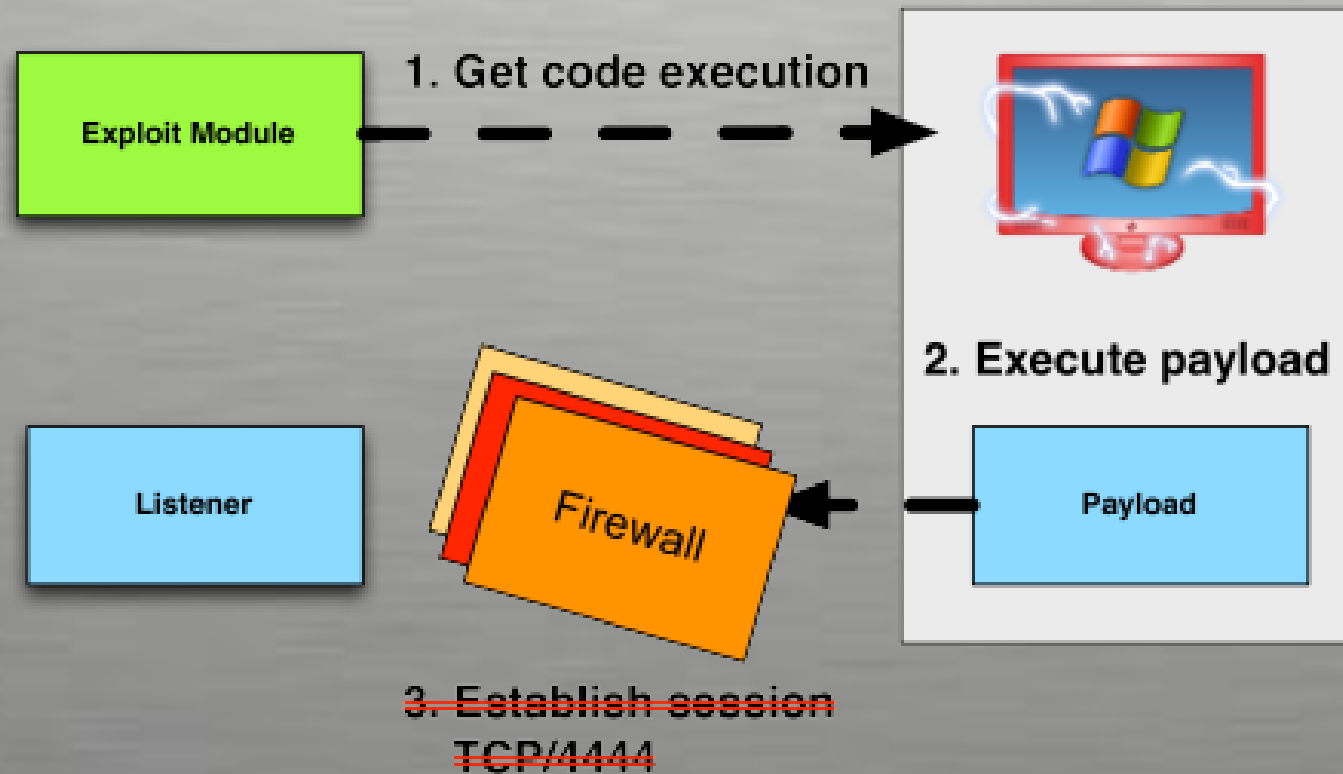 1. Get code execution
Exploit Module
2. Execute payload
Listener
Firewall
Payload
3. Establish session
TCP/4444